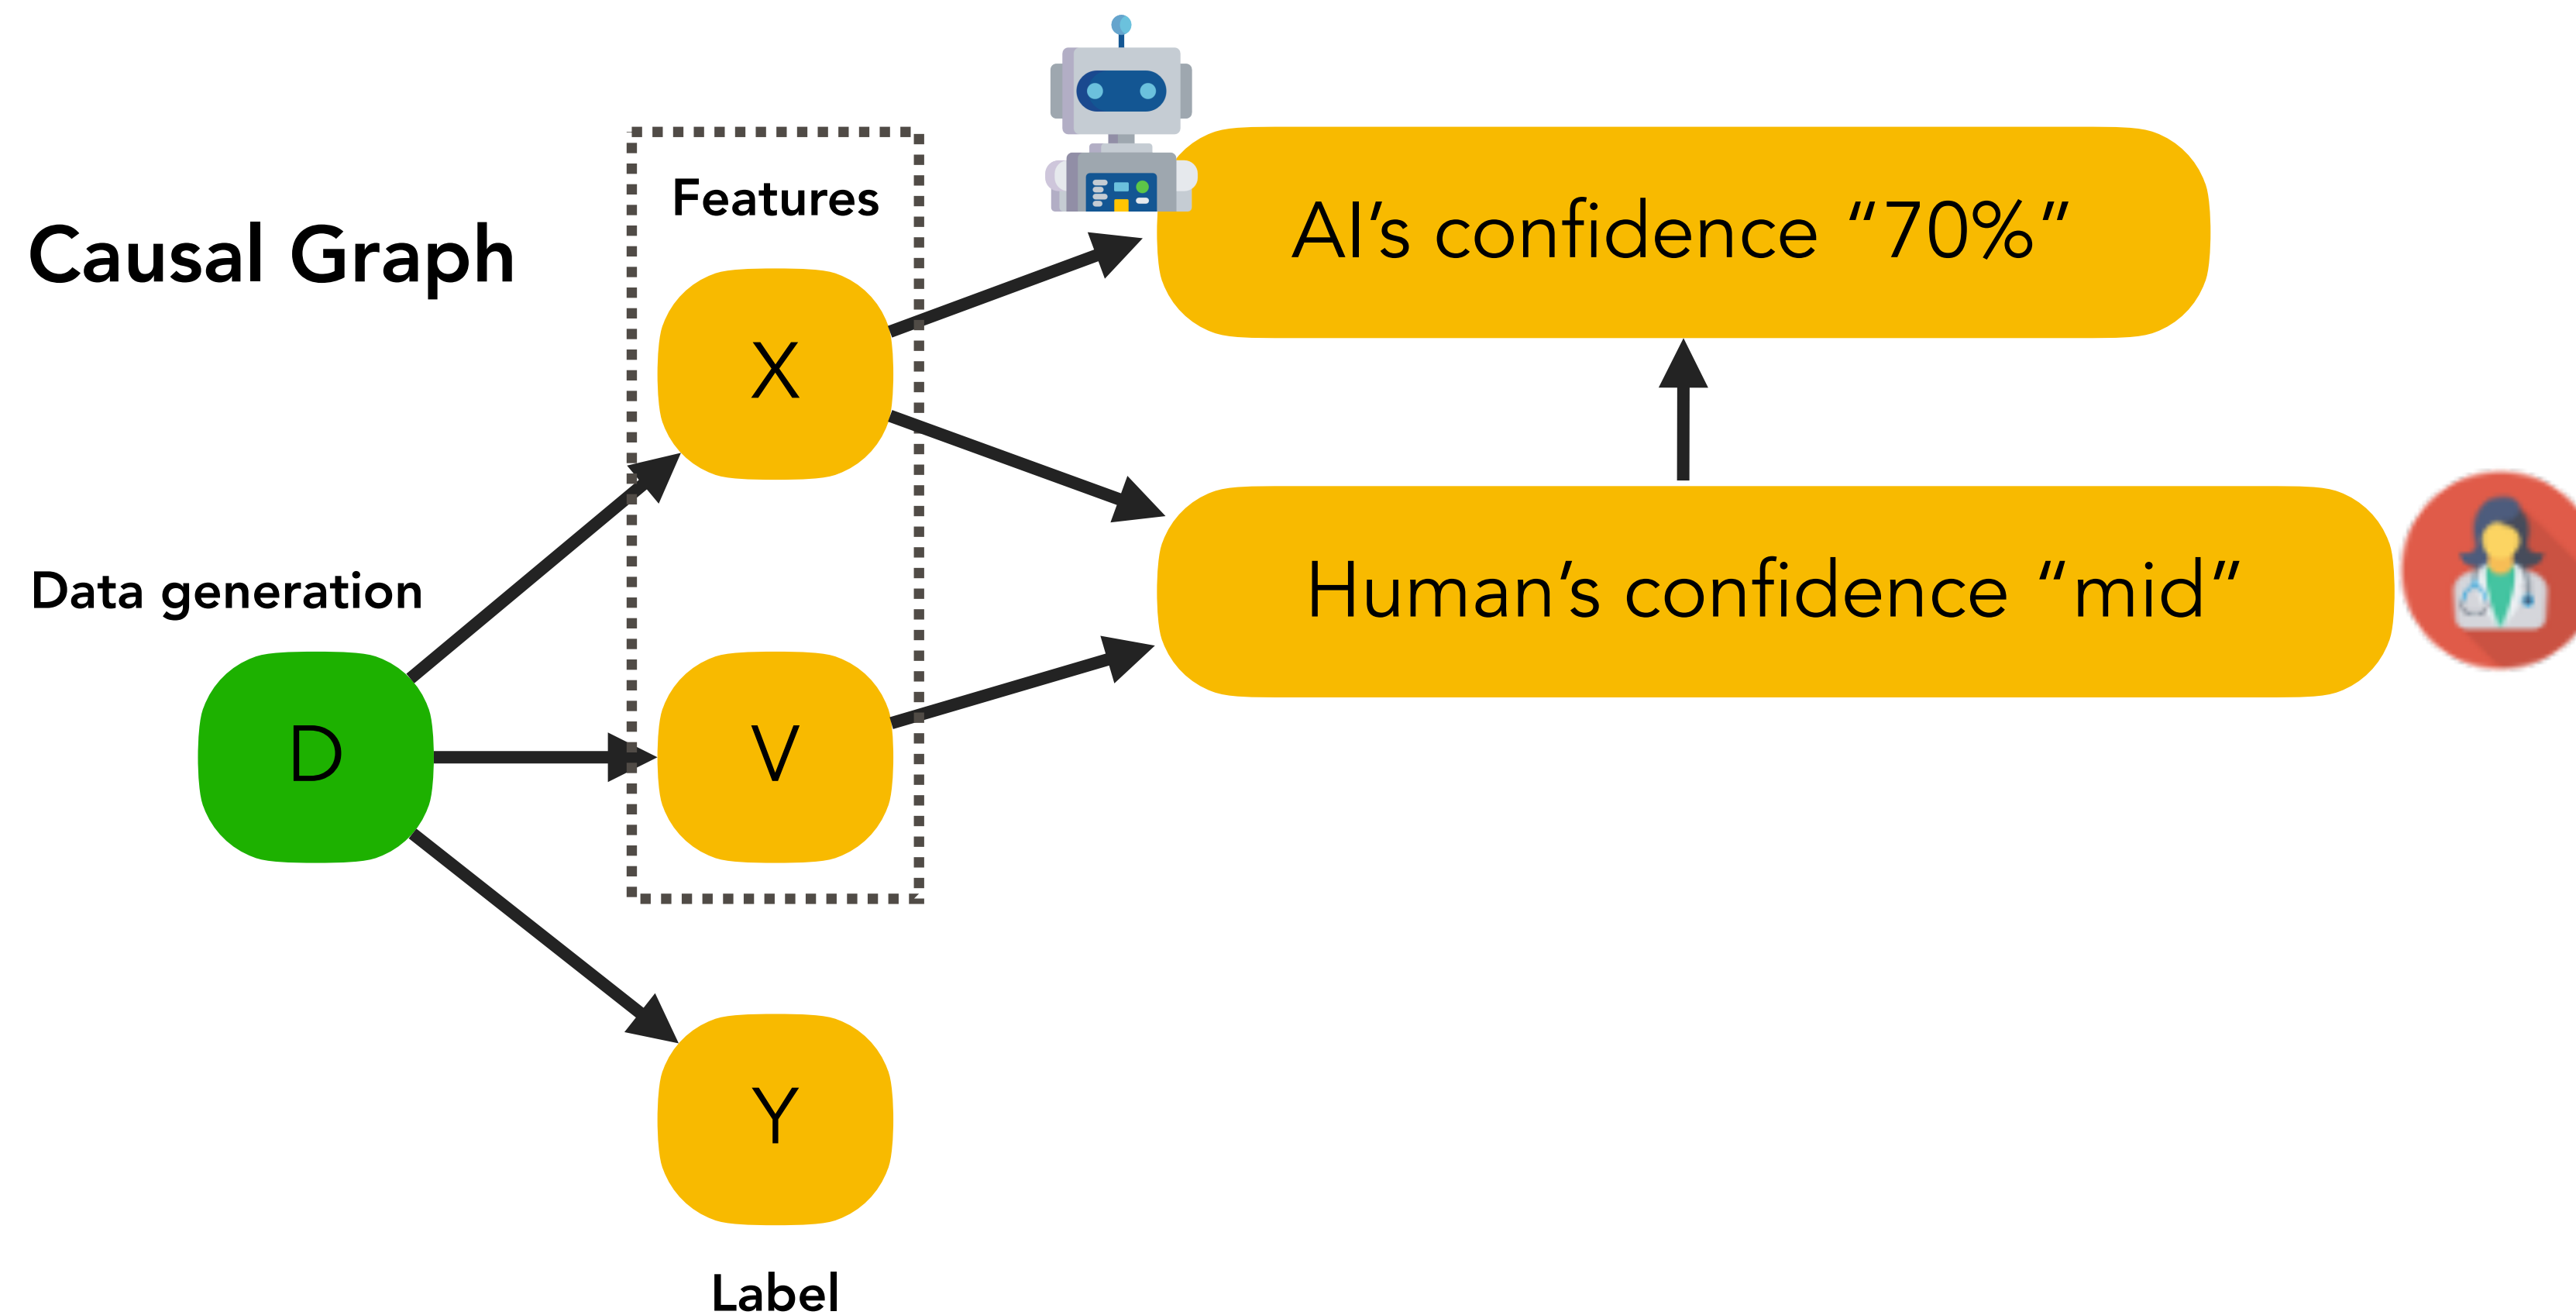 Causal Graph
Features
X
AI’s confidence “70%”
Human’s confidence “mid”
Data generation
D
V
Y
Label